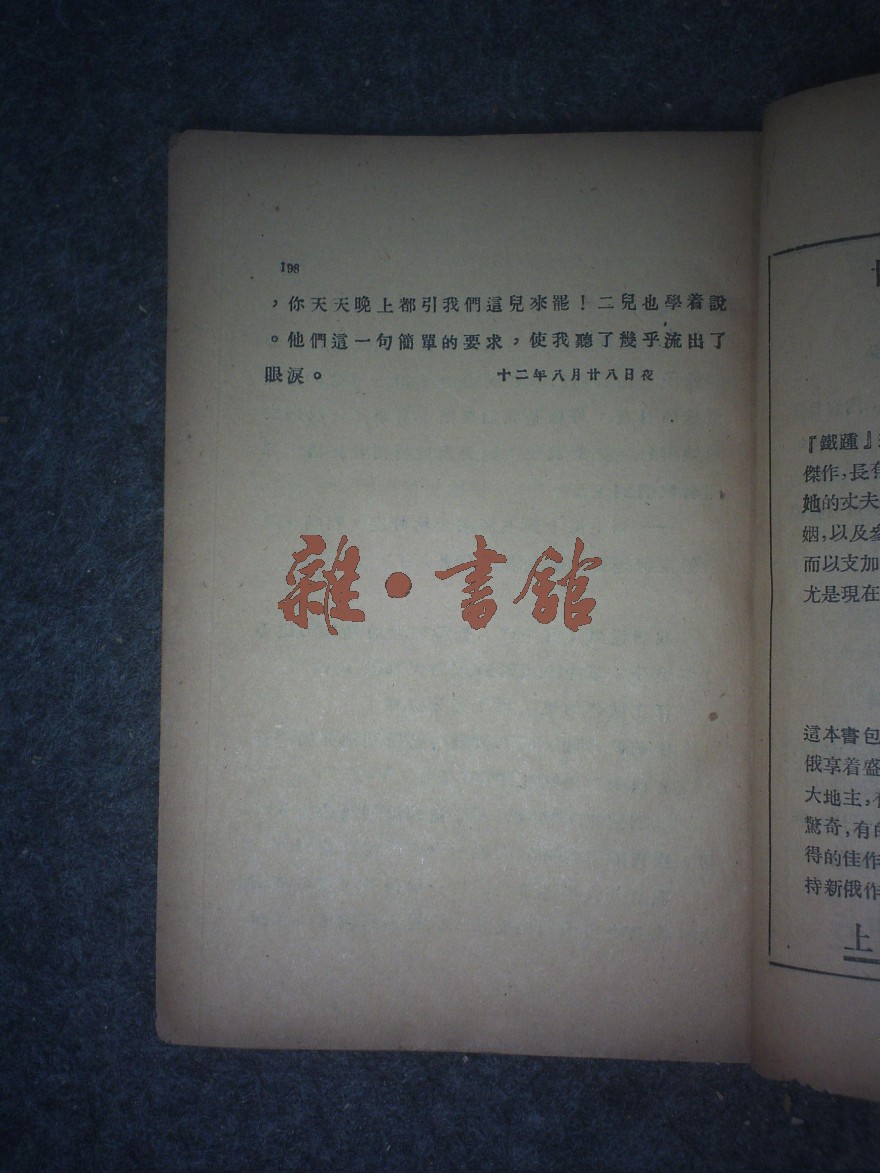 198
，你天天晚上都引我們這兒來罷！二兒也學着說
。他們這一句簡單的要求，使我聽了幾乎流出了
眼淚。 十二年八月廿八日夜
雜·書館
『鐵踵』
傑作，長
她的丈夫
姻，以及
而以支加
尤是現在
這本書包
俄享着盛
大地主，
驚奇，有的
得的佳作
持新俄作
上